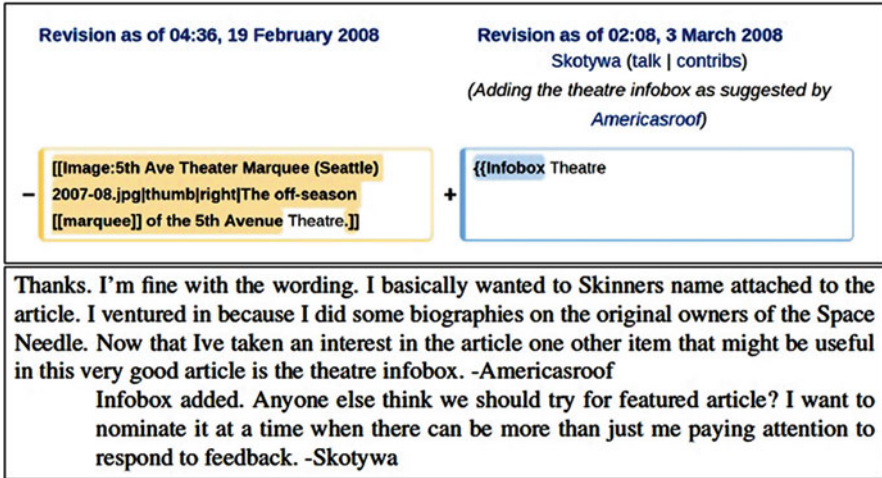 Revision as of 04:36, 19 February 2008
Revision as of 02:08, 3 March 2008
Skotywa (talk | contribs)
(Adding the theatre infobox as suggested by
Americasroof)
− [[Image:5th Ave Theater Marquee (Seattle)
2007-08.jpg|thumb|right|The off-season
[[marquee]] of the 5th Avenue Theatre.]]
+ {{Infobox Theatre
Thanks. I'm fine with the wording. I basically wanted to Skinners name attached to the
article. I ventured in because I did some biographies on the original owners of the Space
Needle. Now that Ive taken an interest in the article one other item that might be useful
in this very good article is the theatre infobox. -Americasroof
Infobox added. Anyone else think we should try for featured article? I want to
nominate it at a time when there can be more than just me paying attention to
respond to feedback. -Skotywa